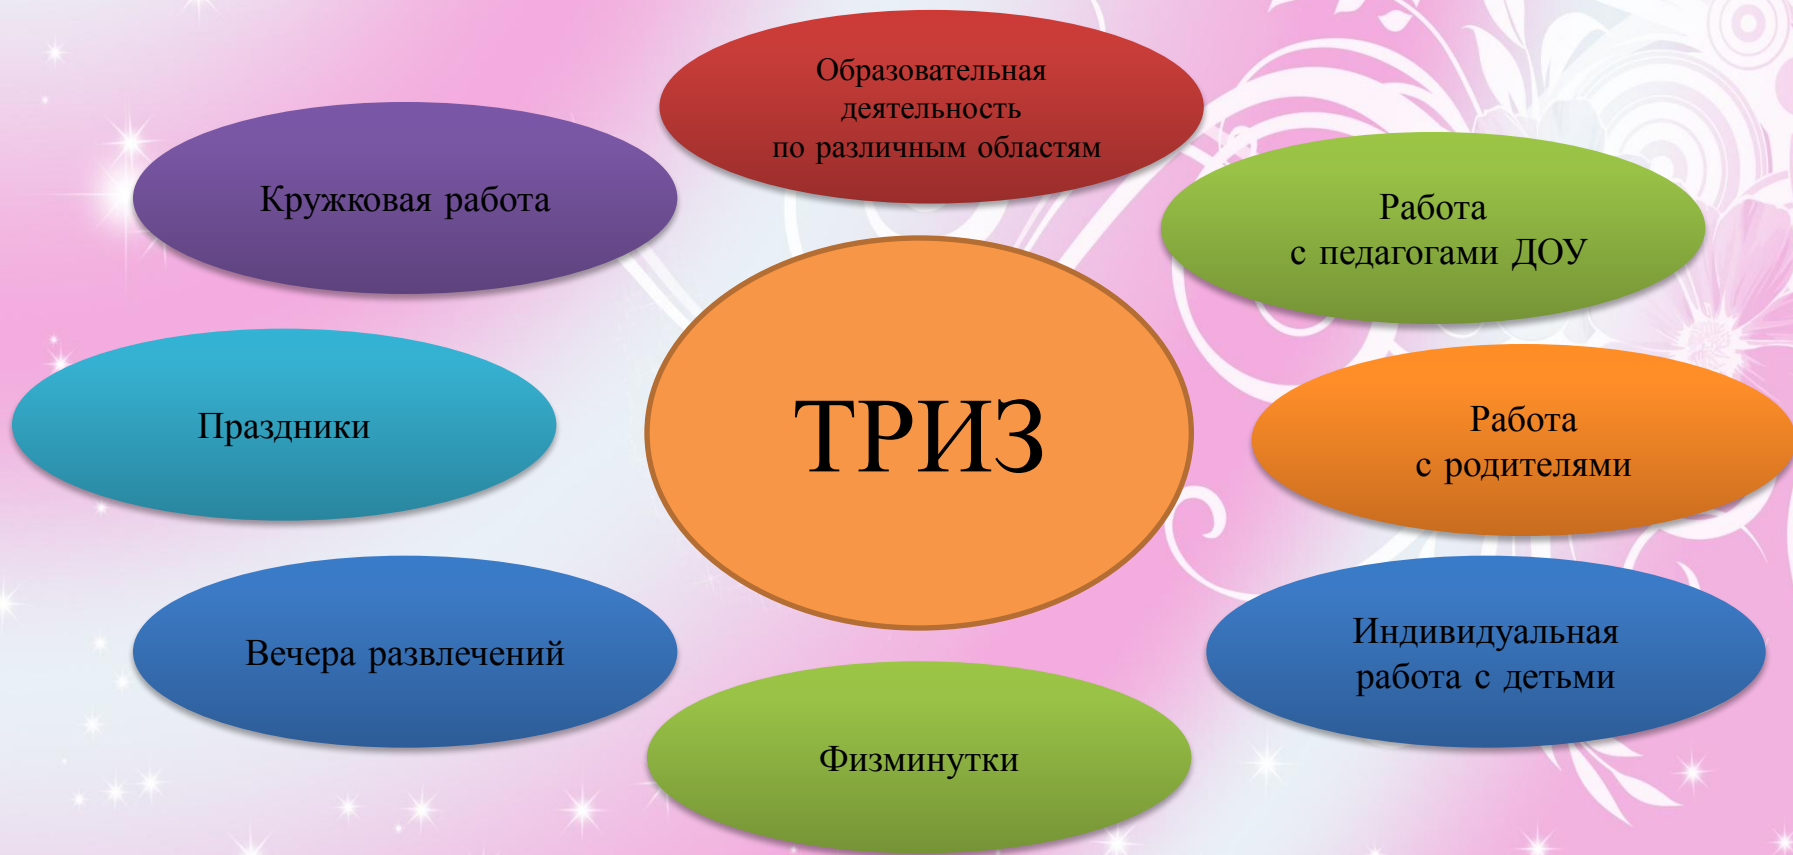 Образовательная
деятельность
по различным областям
Кружковая работа
Работа
с педагогами ДОУ
ТРИЗ
Праздники
Работа
с родителями
Вечера развлечений
Индивидуальная
работа с детьми
Физминутки